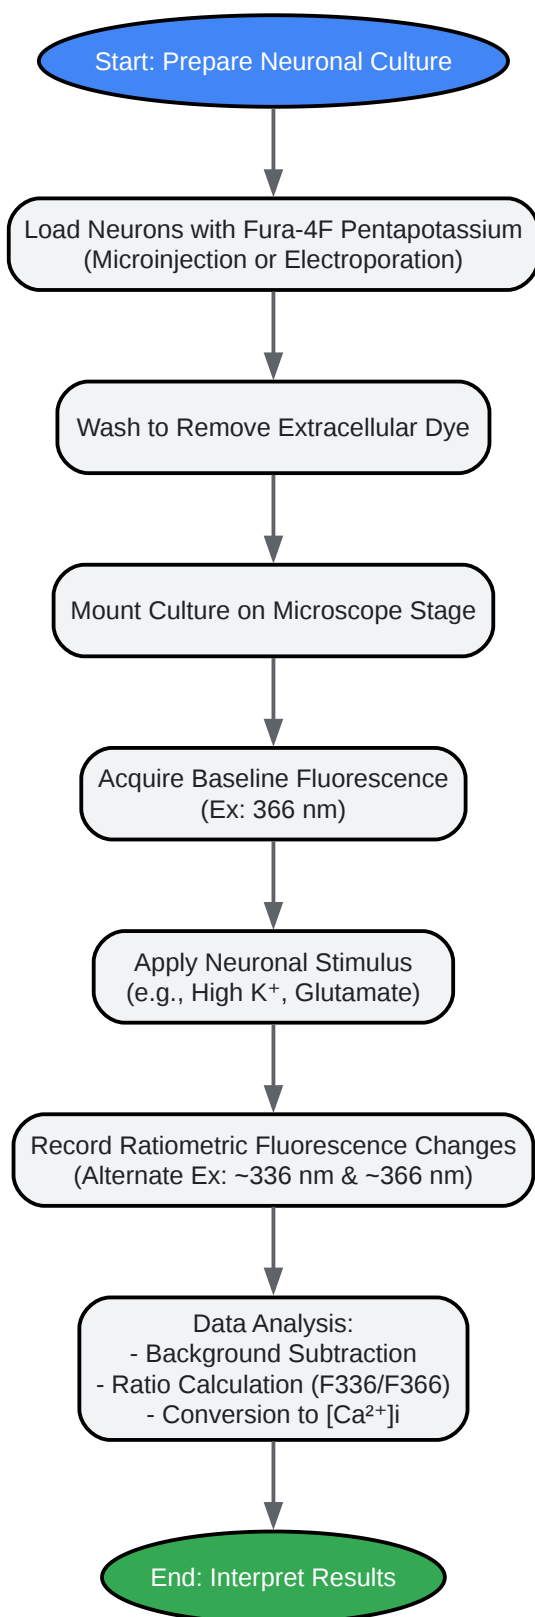 Start: Prepare Neuronal Culture
Load Neurons with Fura-4F Pentapotassium
(Microinjection or Electroporation)
Wash to Remove Extracellular Dye
Mount Culture on Microscope Stage
Acquire Baseline Fluorescence
(Ex: 366 nm)
Apply Neuronal Stimulus
(e.g., High K⁺, Glutamate)
Record Ratiometric Fluorescence Changes
(Alternate Ex: ~336 nm & ~366 nm)
Data Analysis:
- Background Subtraction
- Ratio Calculation (F336/F366)
- Conversion to [Ca²⁺]i
End: Interpret Results